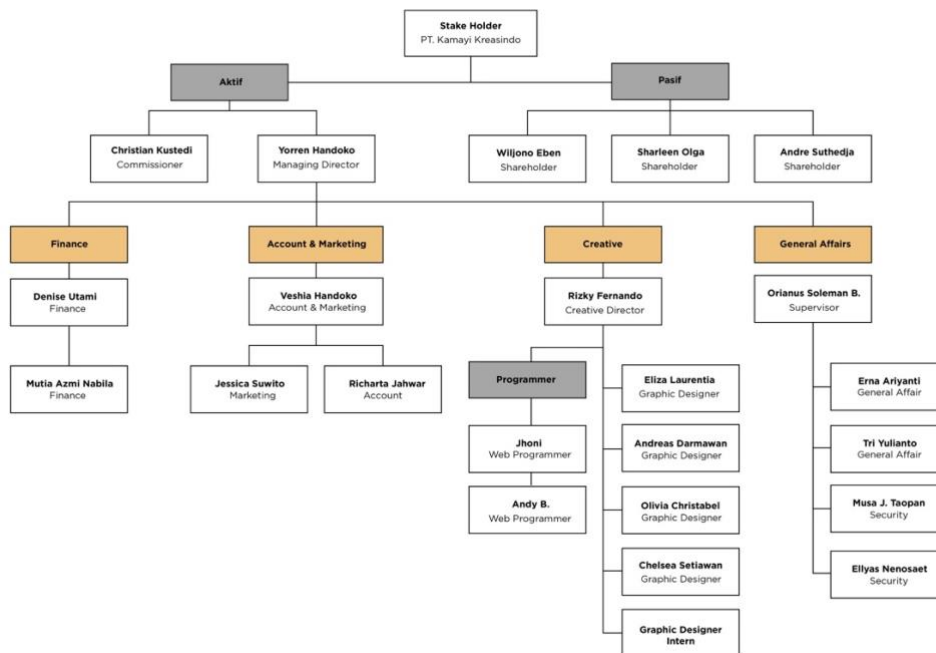 Stake Holder
PT. Kamayi Kreasindo
Aktif
Pasif
Christian Kustedi
Commissioner
Yorren Handoko
Managing Director
Wiljono Eben
Shareholder
Sharleen Olga
Shareholder
Andre Suthedja
Shareholder
Finance
Account & Marketing
Creative
General Affairs
Denise Utami
Finance
Veshia Handoko
Account & Marketing
Rizky Fernando
Creative Director
Orianus Soleman B.
Supervisor
Mutia Azmi Nabila
Finance
Jessica Suwito
Marketing
Richarta Jahwar
Account
Programmer
Eliza Laurentia
Graphic Designer
Erna Ariyanti
General Affair
Jhoni
Web Programmer
Andreas Darmawan
Graphic Designer
Tri Yulianto
General Affair
Andy B.
Web Programmer
Olivia Christabel
Graphic Designer
Musa J. Taopan
Security
Chelsea Setiawan
Graphic Designer
Ellyas Nenosaet
Security
Graphic Designer
Intern